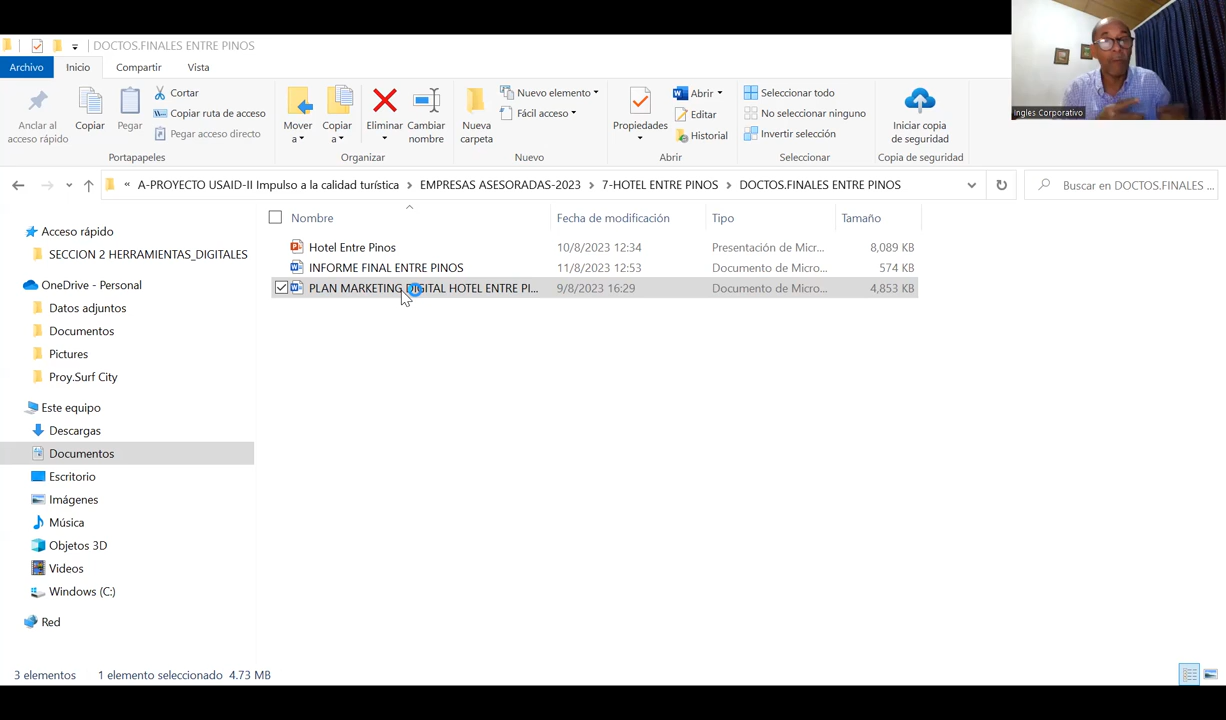 DOCTOS.FINALES ENTRE PINOS
Archivo
Inicio
Compartir
Vista
Anclar al
acceso rápido
Copiar
Pegar
Cortar
Copiar ruta de acceso
Pegar acceso directo
Portapapeles
Mover
a
Copiar
a
Eliminar
Cambiar
nombre
Organizar
Nueva
carpeta
Nuevo elemento
Fácil acceso
Nuevo
Propiedades
Abrir
Editar
Historial
Abrir
Seleccionar todo
No seleccionar ninguno
Invertir selección
Seleccionar
Iniciar copia
de seguridad
Copia de seguridad
Ingles Corporativo
« A-PROYECTO USAID-II Impulso a la calidad turística > EMPRESAS ASESORADAS-2023 > 7-HOTEL ENTRE PINOS > DOCTOS.FINALES ENTRE PINOS
Buscar en DOCTOS.FINALES ...
Nombre Fecha de modificación Tipo Tamaño
Hotel Entre Pinos 10/8/2023 12:34 Presentación de Micr... 8,089 KB
INFORME FINAL ENTRE PINOS 11/8/2023 12:53 Documento de Micro... 574 KB
PLAN MARKETING DIGITAL HOTEL ENTRE PI... 9/8/2023 16:29 Documento de Micro... 4,853 KB
Acceso rápido
SECCION 2 HERRAMIENTAS_DIGITALES
OneDrive - Personal
Datos adjuntos
Documentos
Pictures
Proy.Surf City
Este equipo
Descargas
Documentos
Escritorio
Imágenes
Música
Objetos 3D
Videos
Windows (C:)
Red
3 elementos 1 elemento seleccionado 4.73 MB